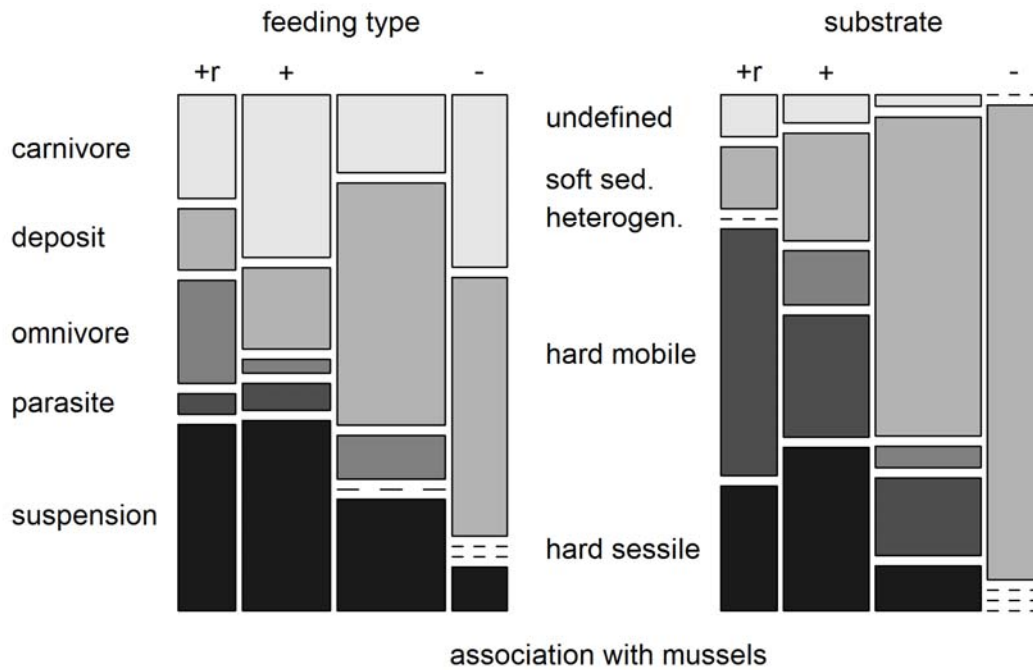 feeding type
substrate
+r + -
+r + -
carnivore
deposit
omnivore
parasite
suspension
undefined
soft sed.
heterogen.
hard mobile
hard sessile
association with mussels